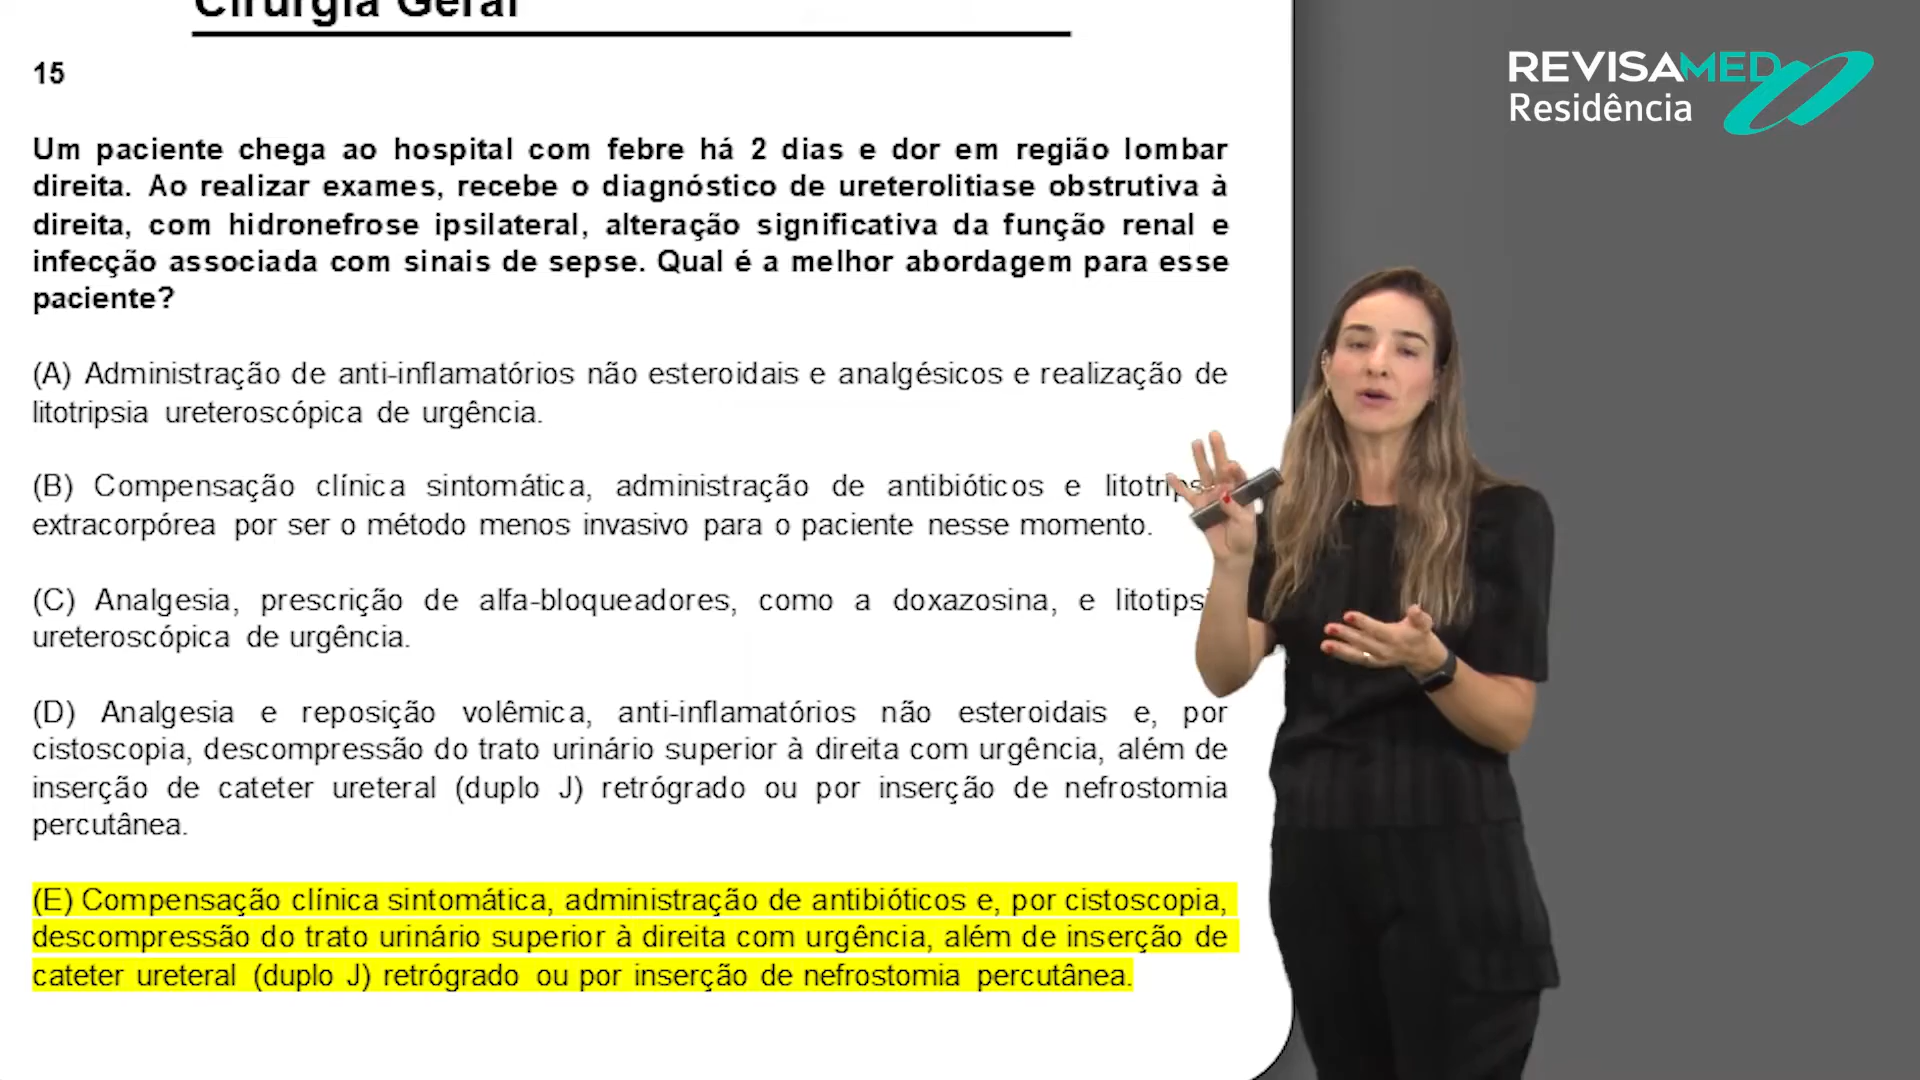 Cirurgia Geral
REVISAMED
Residência
15
Um paciente chega ao hospital com febre há 2 dias e dor em região lombar
direita. Ao realizar exames, recebe o diagnóstico de ureterolitiase obstrutiva à
direita, com hidronefrose ipsilateral, alteração significativa da função renal e
infecção associada com sinais de sepse. Qual é a melhor abordagem para esse
paciente?
(A) Administração de anti-inflamatórios não esteroidais e analgésicos e realização de
litotripsia ureteroscópica de urgência.
(B) Compensação clínica sintomática, administração de antibióticos e
extracorpórea por ser o método menos invasivo para o paciente nesse momento.
(C) Analgesia, prescrição de alfa-bloqueadores, como a doxazosina, e
ureteroscópica de urgência.
(D) Analgesia e reposição volêmica, anti-inflamatórios não esteroidais e, por
cistoscopia, descompressão do trato urinário superior à direita com urgência, além de
inserção de cateter ureteral (duplo J) retrógrado ou por inserção de nefrostomia
percutânea.
(E) Compensação clínica sintomática, administração de antibióticos e, por cistoscopia,
descompressão do trato urinário superior à direita com urgência, além de inserção de
cateter ureteral (duplo J) retrógrado ou por inserção de nefrostomia percutânea.